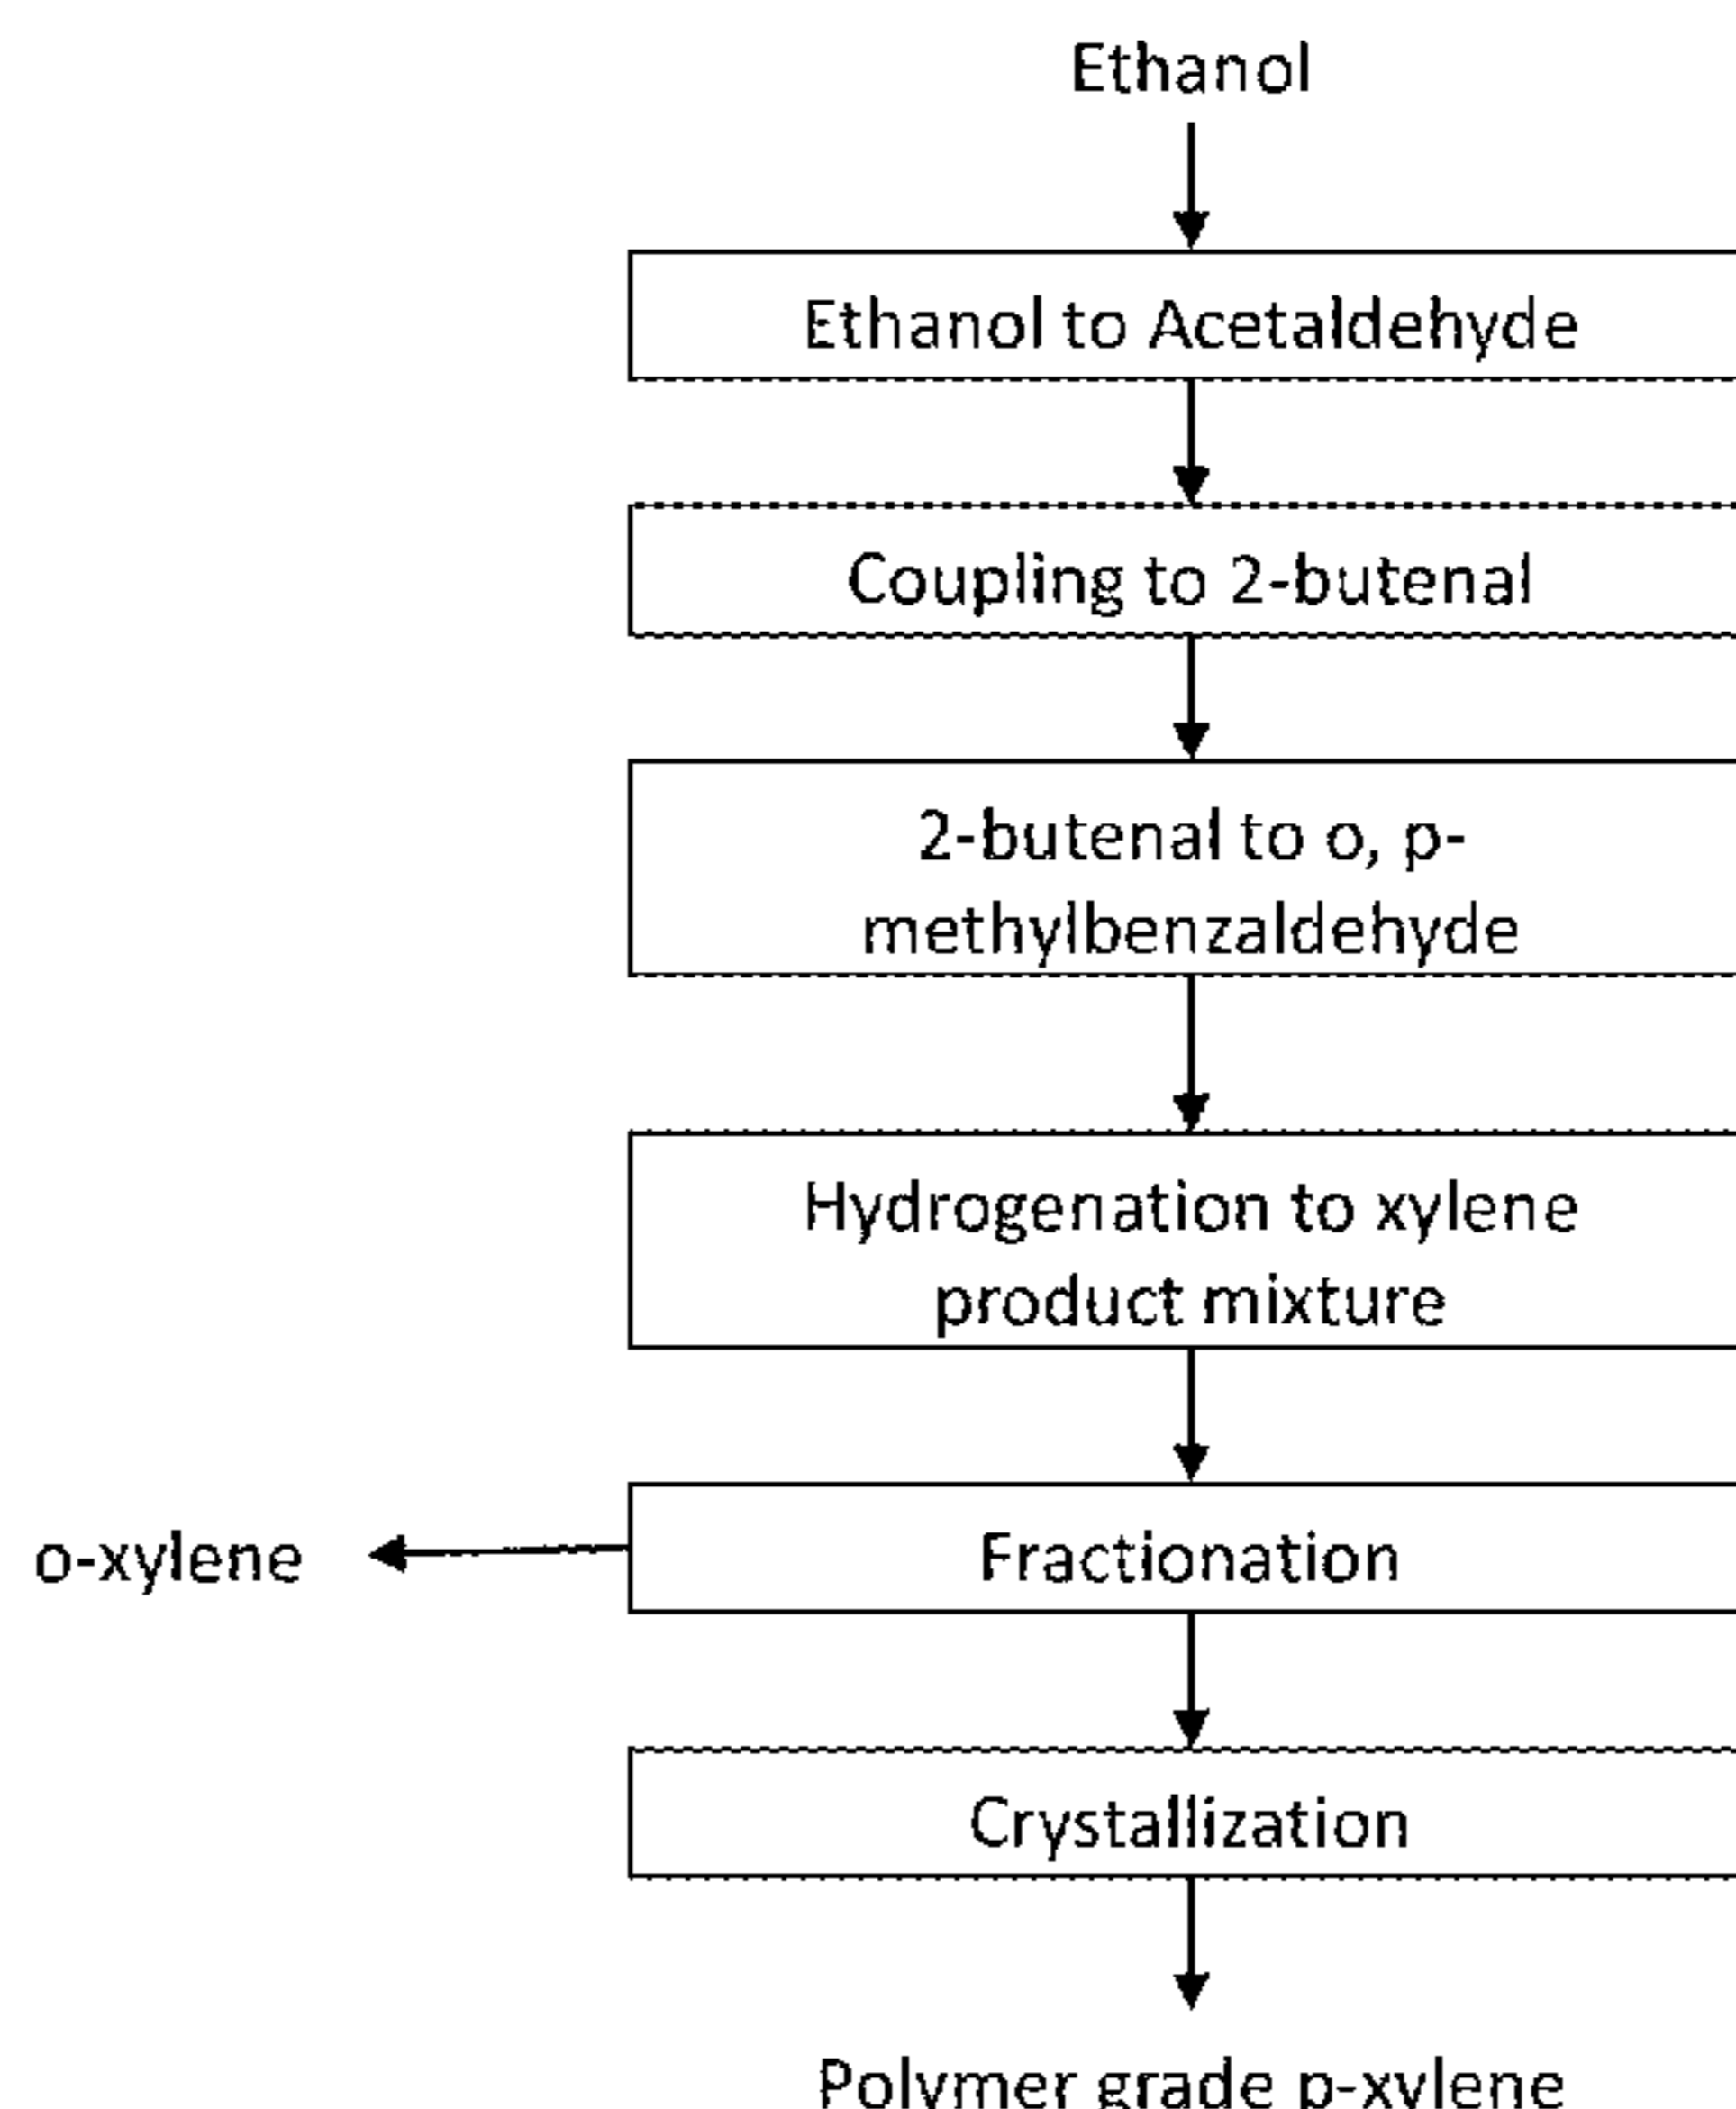 Ethanol
Ethanol to Acetaldehyde
Coupling to 2-butenal
2-butenal to o, p-
methylbenzaldehyde
Hydrogenation to xylene
product mixture
o-xylene
Fractionation
Crystallization
Polymer grade p-xylene